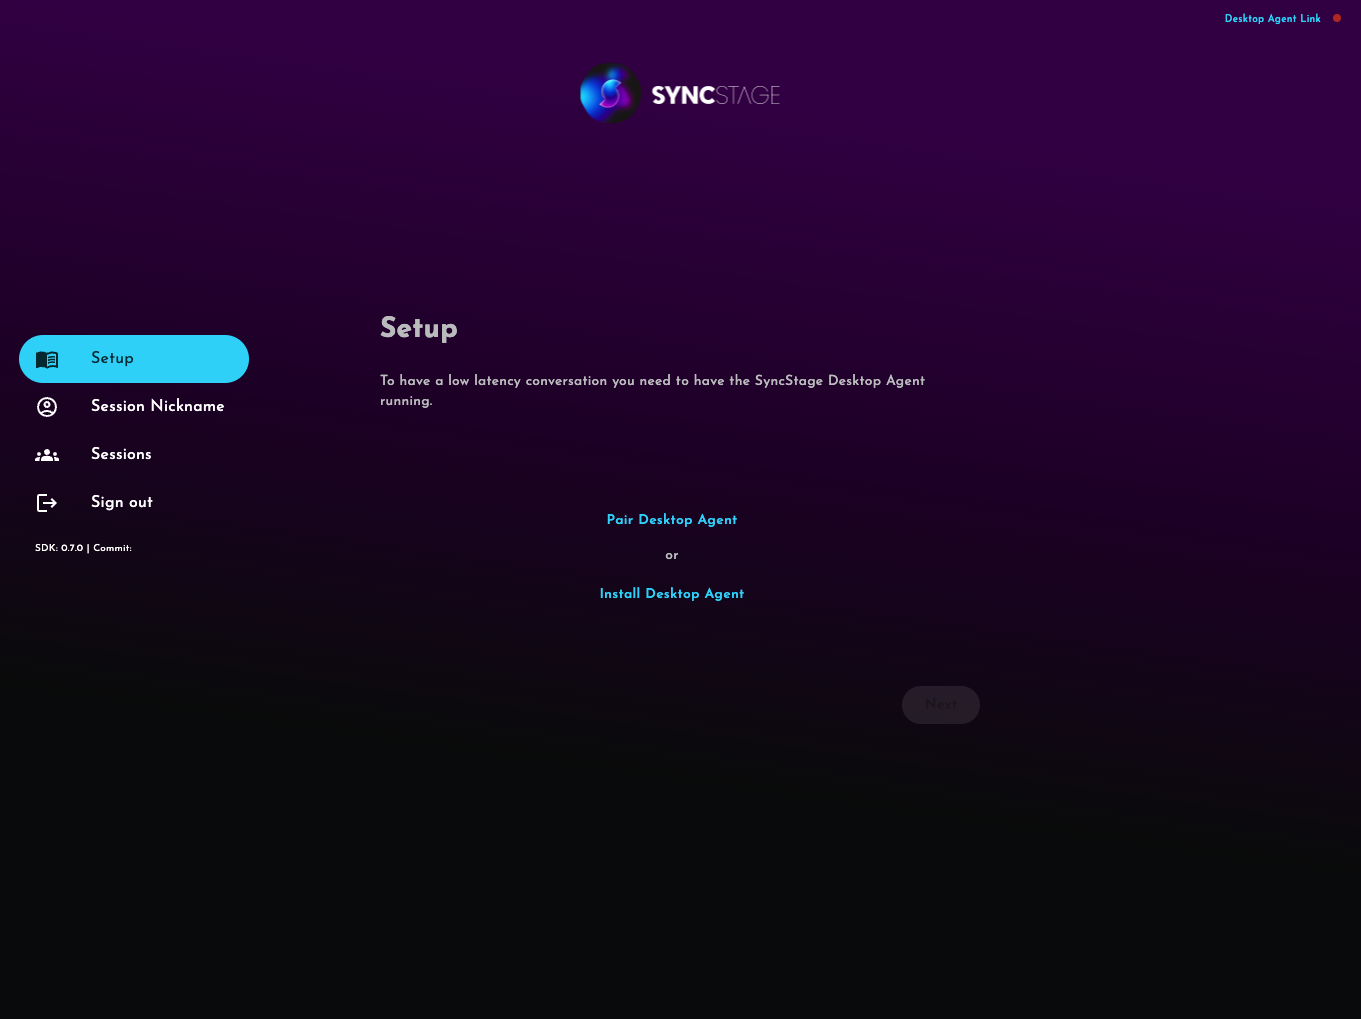 Desktop Agent Link
SYNCSTAGE
Setup
To have a low latency conversation you need to have the SyncStage Desktop Agent
running.
Setup
Session Nickname
Sessions
Sign out
SDK: 0.7.0 | Commit:
Pair Desktop Agent
or
Install Desktop Agent
Next